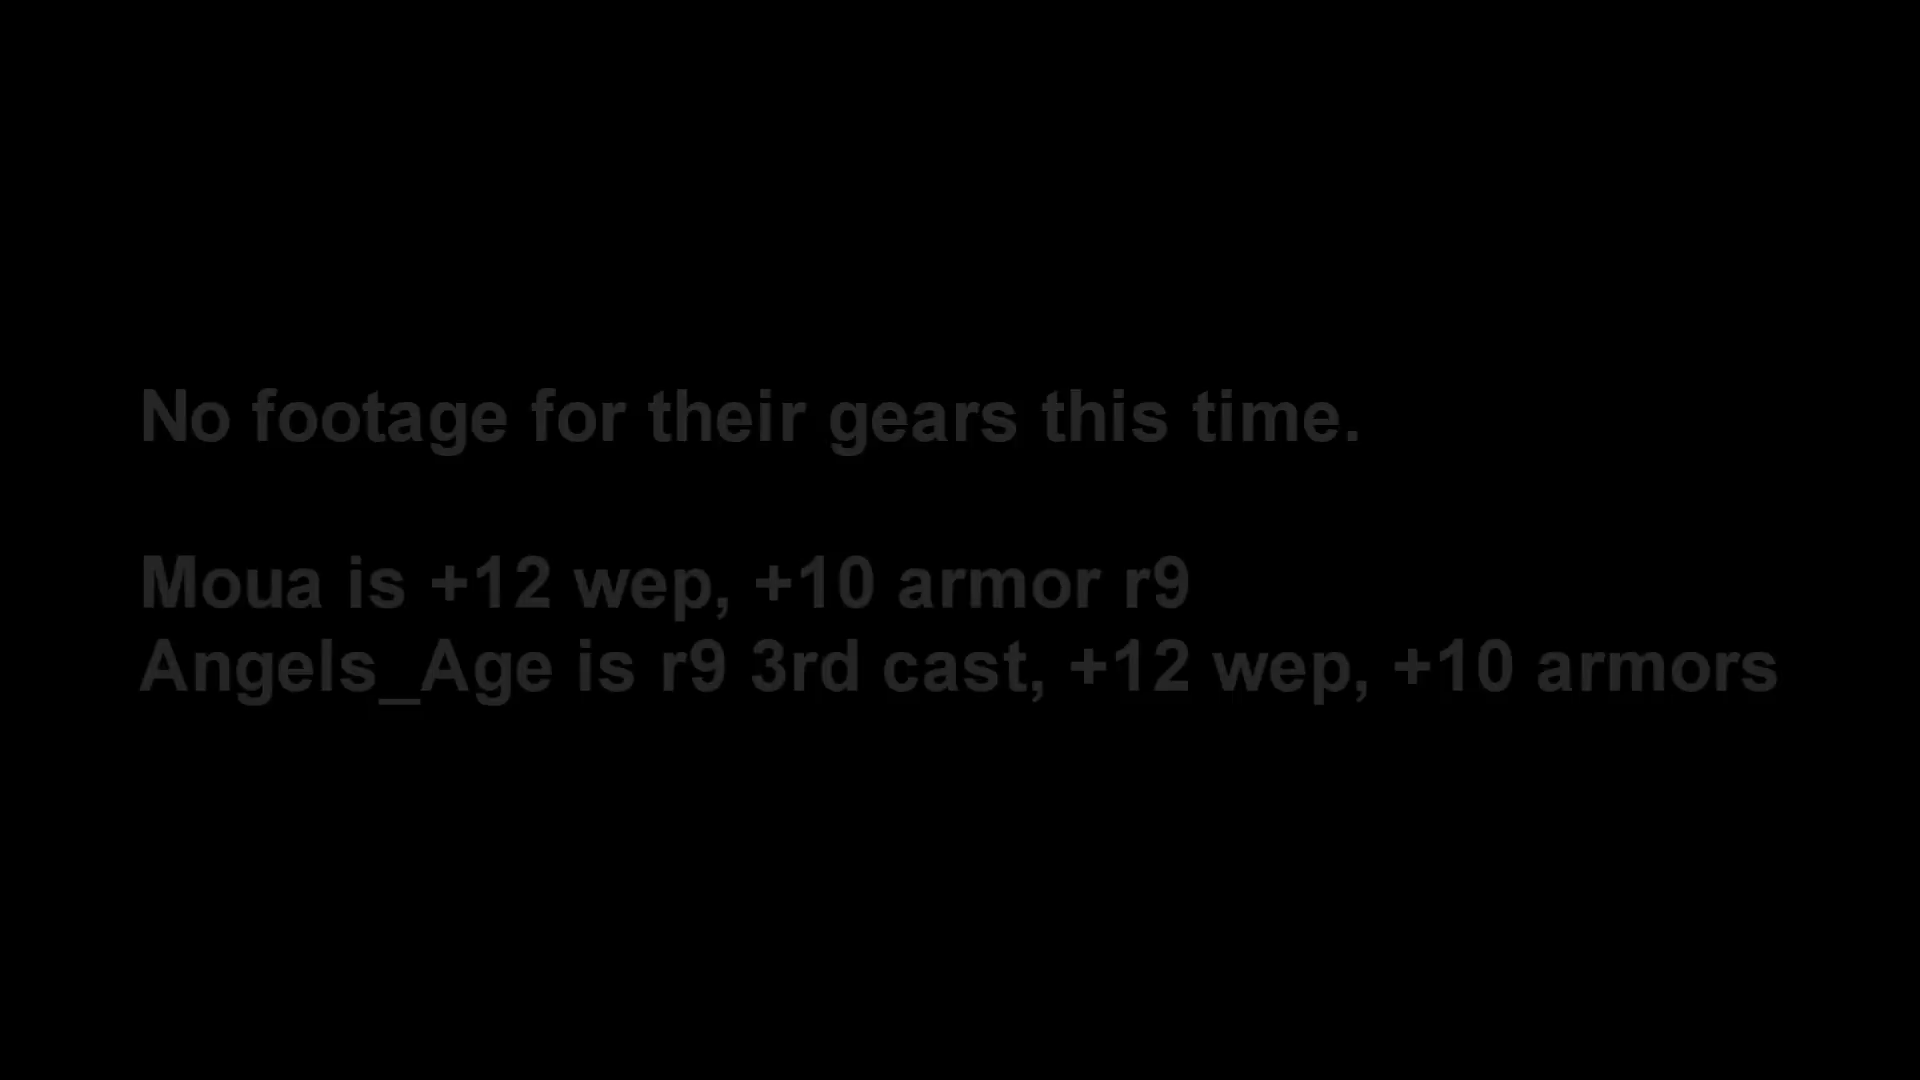 No footage for their gears this time.
Moua is +12 wep, +10 armor r9
Angels_Age is r9 3rd cast, +12 wep, +10 armors